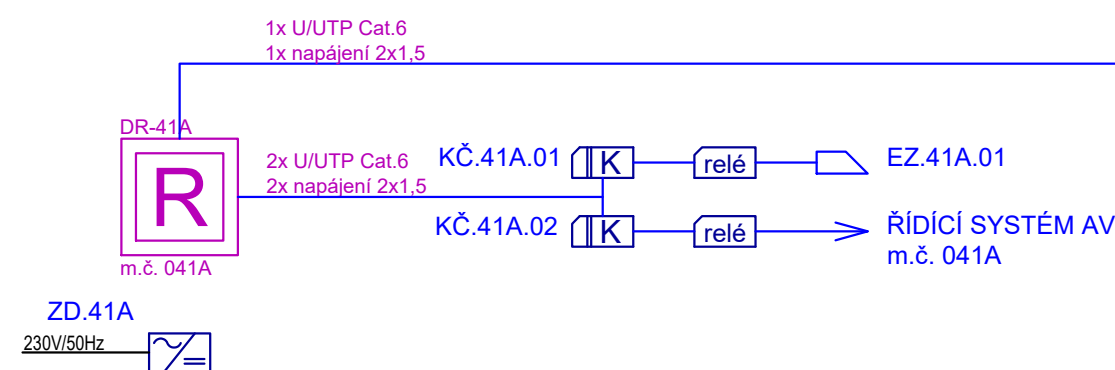 1x U/UTP Cat.6
1x napájení 2x1,5
DR-41A
R
m.č. 041A
2x U/UTP Cat.6
2x napájení 2x1,5
KČ.41A.01
K
relé
EZ.41A.01
KČ.41A.02
K
relé
ŘÍDÍCÍ SYSTÉM AV
m.č. 041A
ZD.41A
230V/50Hz